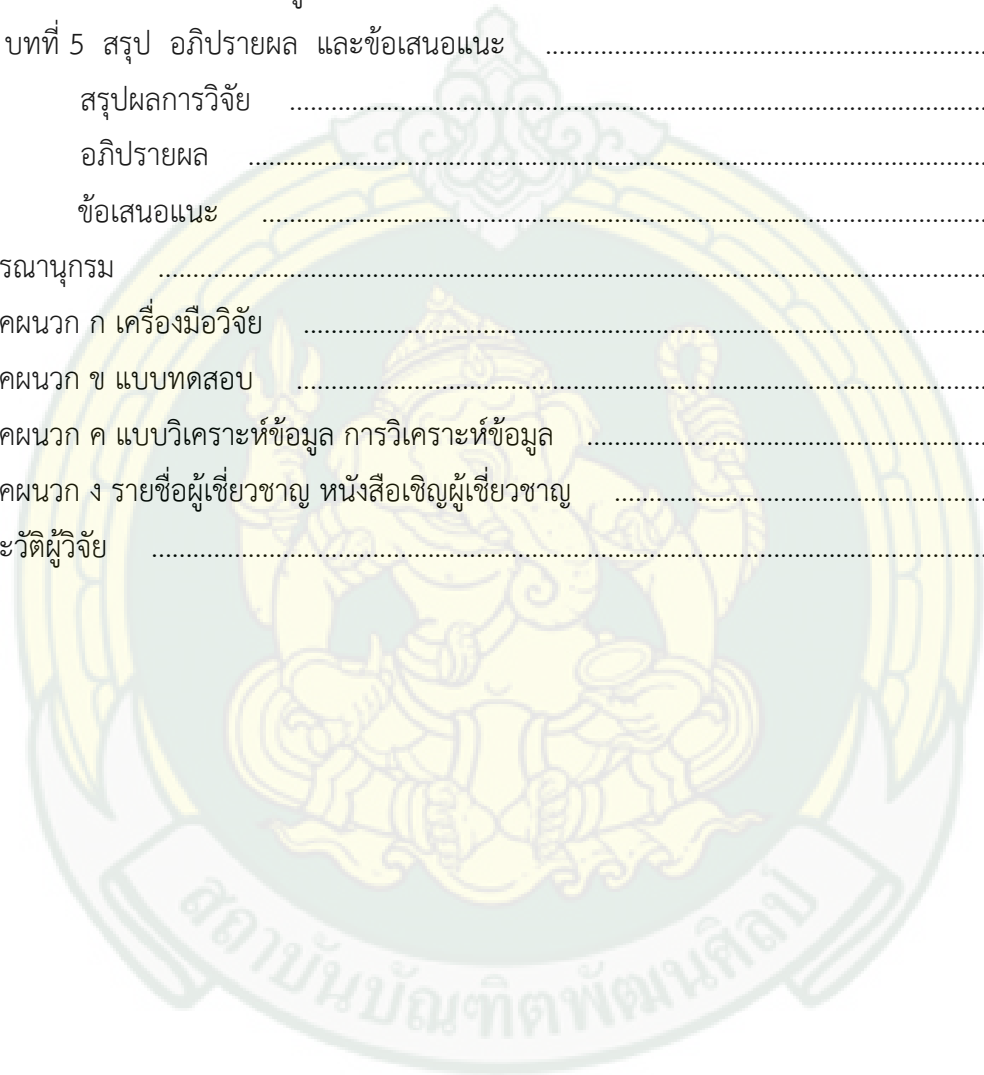 บทที่ 5 สรุป อภิปรายผล และข้อเสนอแนะ ................................................................
สรุปผลการวิจัย ................................................................
อภิปรายผล ................................................................
ข้อเสนอแนะ ................................................................
รณานุกรม ................................................................
คผนวก ก เครื่องมือวิจัย ................................................................
คผนวก ข แบบทดสอบ ................................................................
คผนวก ค แบบวิเคราะห์ข้อมูล การวิเคราะห์ข้อมูล ................................................................
คผนวก ง รายชื่อผู้เชี่ยวชาญ หนังสือเชิญผู้เชี่ยวชาญ ................................................................
ะวัติผู้วิจัย ................................................................
สถาบันบัณฑิตพัฒนศิลป์